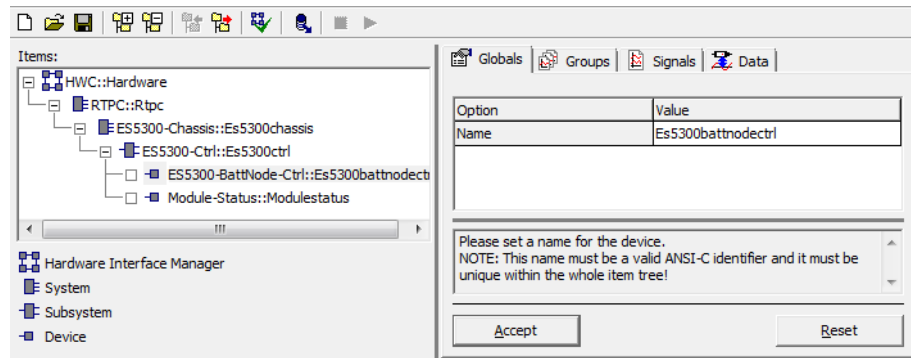 Items:
HWC::Hardware
RTPC::Rtpc
ES5300-Chassis::Es5300chassis
ES5300-Ctrl::Es5300ctrl
ES5300-BattNode-Ctrl::Es5300battnodectr
Module-Status::Modulestatus
Hardware Interface Manager
System
Subsystem
Device
Globals Groups Signals Data
Option Value
Name Es5300battnodectrl
Please set a name for the device.
NOTE: This name must be a valid ANSI-C identifier and it must be
unique within the whole item tree!
Accept Reset